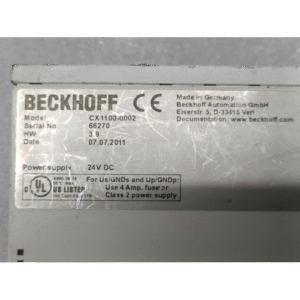 BECKHOFF CE
Made in Germany
Beckhoff Automation GmbH
Eiserstr. 5, D-33415 Verl
Documentation: www.beckhoff.com
Model CX1100-0002
Serial No. 66270
HW 3.9
Date 07.07.2011
Power supply 24V DC
For Us/GNDs and Up/GNDp:
Use 4 Amp. fuse or
Class 2 power supply
UL
US LISTED